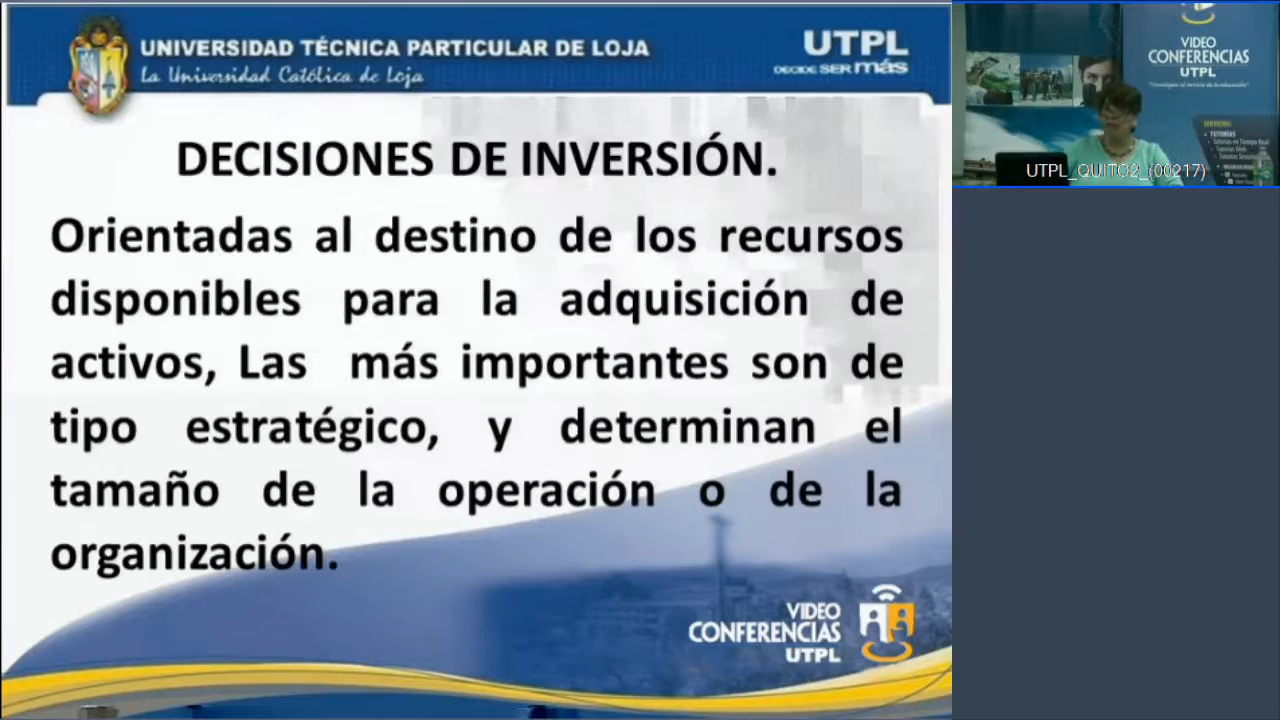 UNIVERSIDAD TÉCNICA PARTICULAR DE LOJA
La Universidad Católica de Loja
UTPL
DECIDE SER más
DECISIONES DE INVERSIÓN.
Orientadas al destino de los recursos
disponibles para la adquisición de
activos, Las más importantes son de
tipo estratégico, y determinan el
tamaño de la operación o de la
organización.
VIDEO
CONFERENCIAS
UTPL
VIDEO
CONFERENCIAS
UTPL
TUTORÍAS
UTPL_QUITO2_(00217)